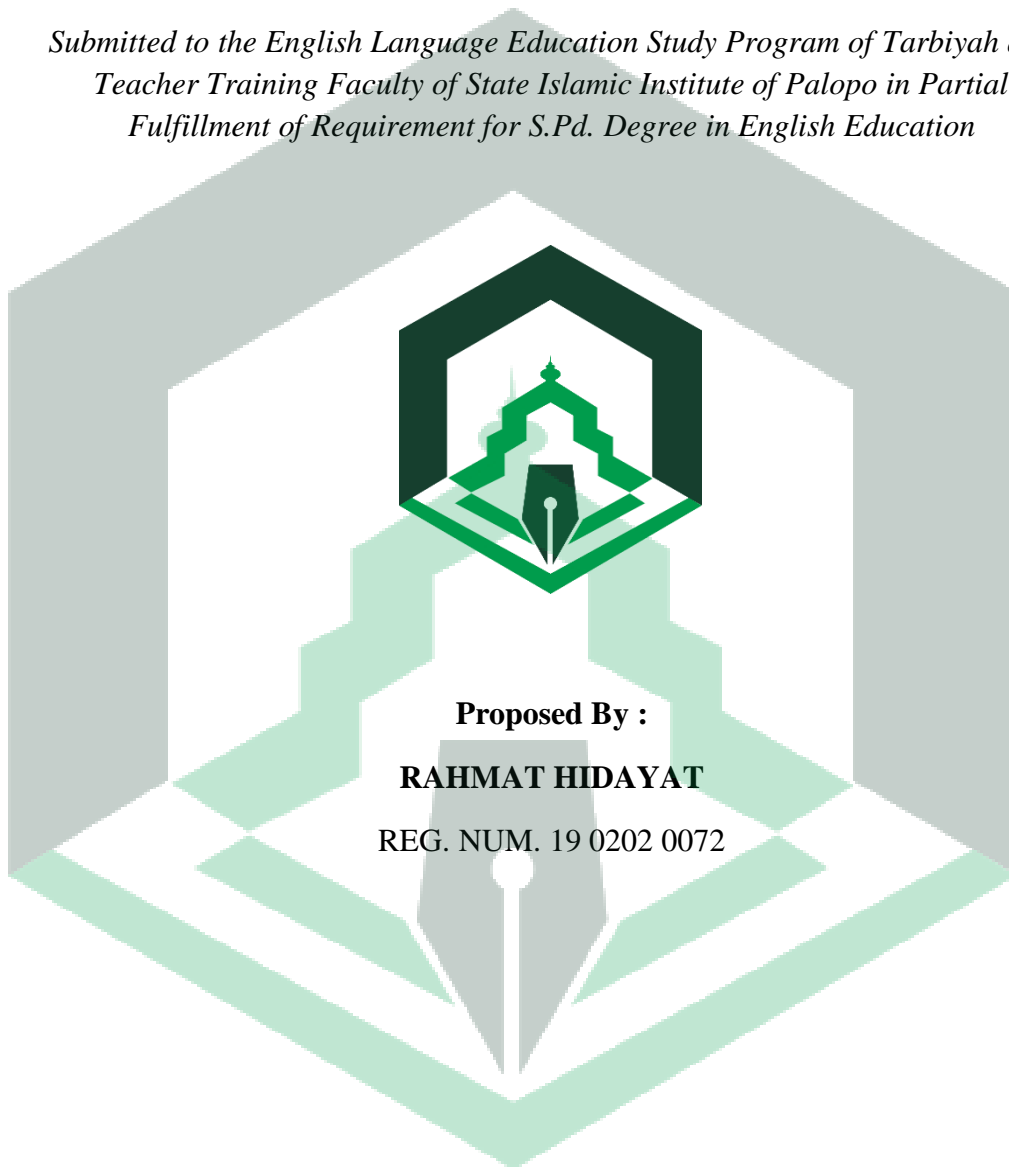 Submitted to the English Language Education Study Program of Tarbiyah
Teacher Training Faculty of State Islamic Institute of Palopo in Partial
Fulfillment of Requirement for S.Pd. Degree in English Education
Proposed By :
RAHMAT HIDAYAT
REG. NUM. 19 0202 0072